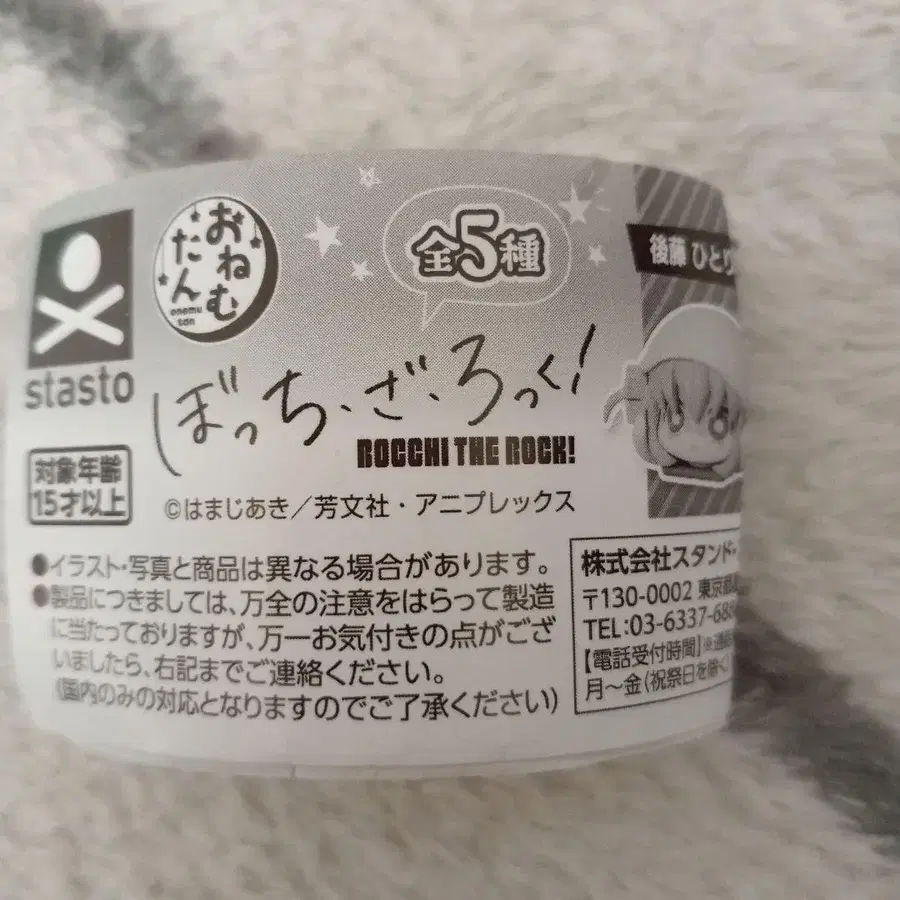 stasto
おねむたん
onemu
tan
全5種
ぼっち・ざ・ろっく!
BOCCHI THE ROCK!
対象年齢
15才以上
©はまじあき/芳文社・アニプレックス
●イラスト・写真と商品は異なる場合があります。
●製品につきましては、万全の注意をはらって製造
に当たっておりますが、万一お気付きの点がござ
いましたら、右記までご連絡ください。
(国内のみの対応となりますのでご了承ください)
後藤 ひとり
株式会社スタンド・
〒130-0002 東京都
TEL:03-6337-68
【電話受付時間】※
月〜金(祝祭日を除く)